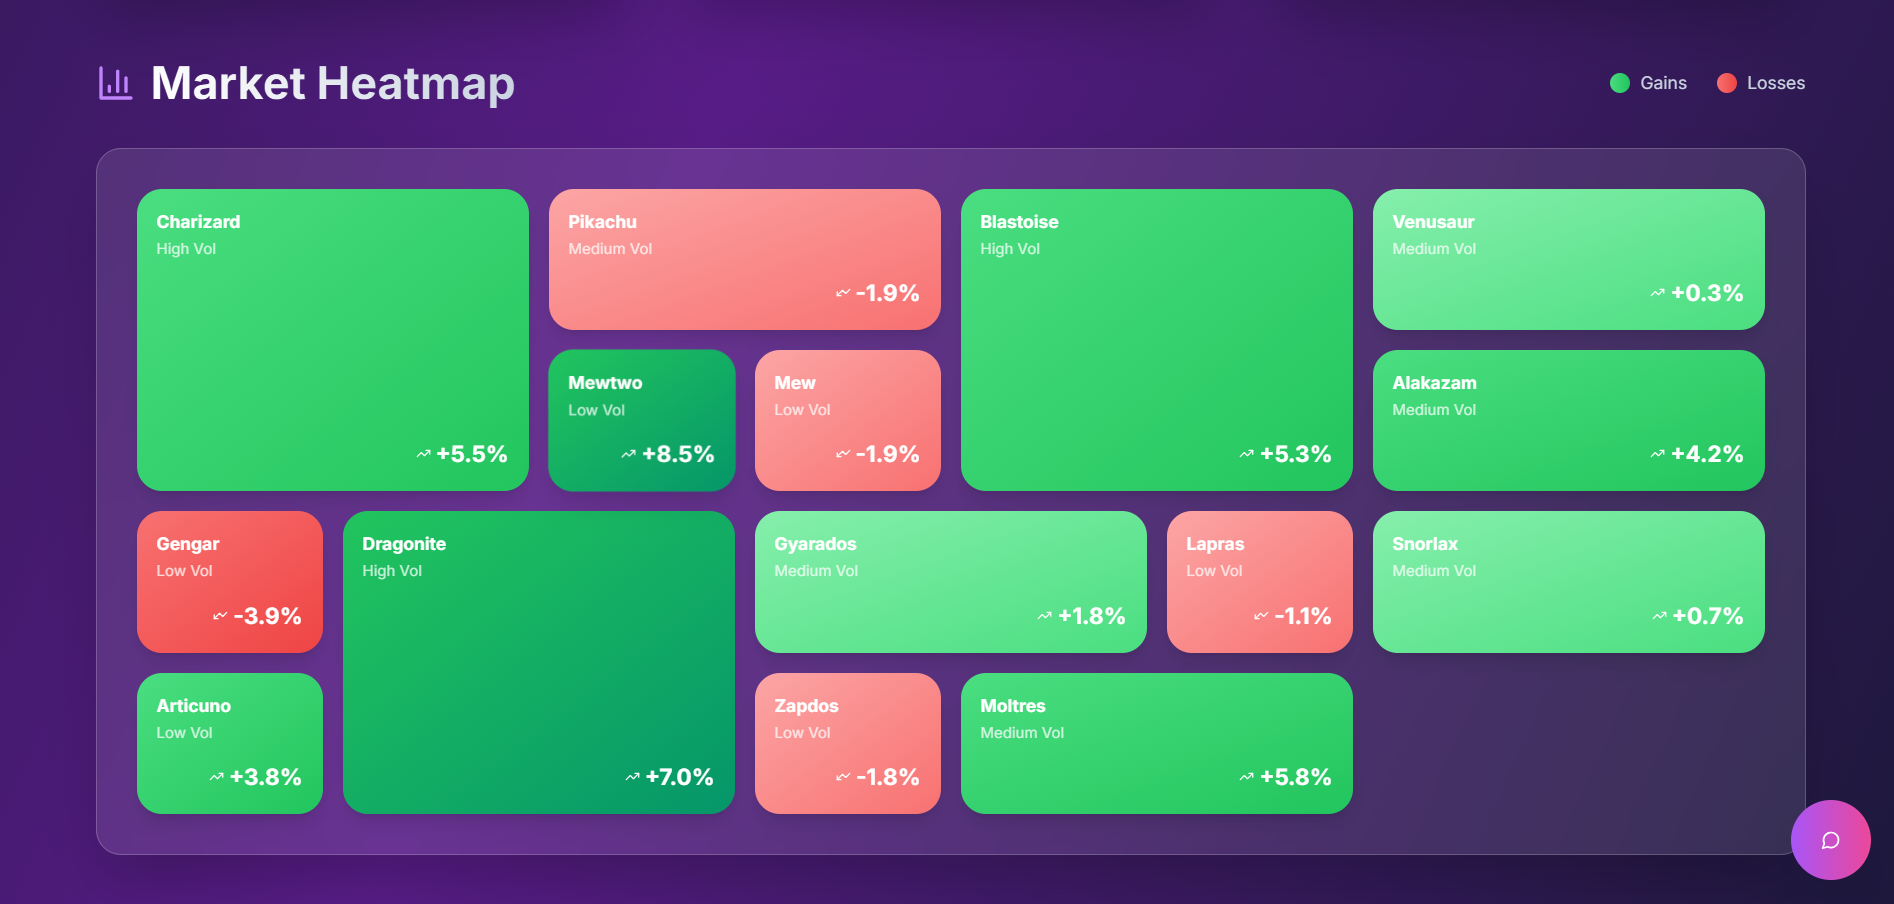 Market Heatmap
Gains
Losses
Charizard
High Vol
+5.5%
Pikachu
Medium Vol
-1.9%
Blastoise
High Vol
+5.3%
Venusaur
Medium Vol
+0.3%
Mewtwo
Low Vol
+8.5%
Mew
Low Vol
-1.9%
Alakazam
Medium Vol
+4.2%
Gengar
Low Vol
-3.9%
Dragonite
High Vol
+7.0%
Gyarados
Medium Vol
+1.8%
Lapras
Low Vol
-1.1%
Snorlax
Medium Vol
+0.7%
Articuno
Low Vol
+3.8%
Zapdos
Low Vol
-1.8%
Moltres
Medium Vol
+5.8%